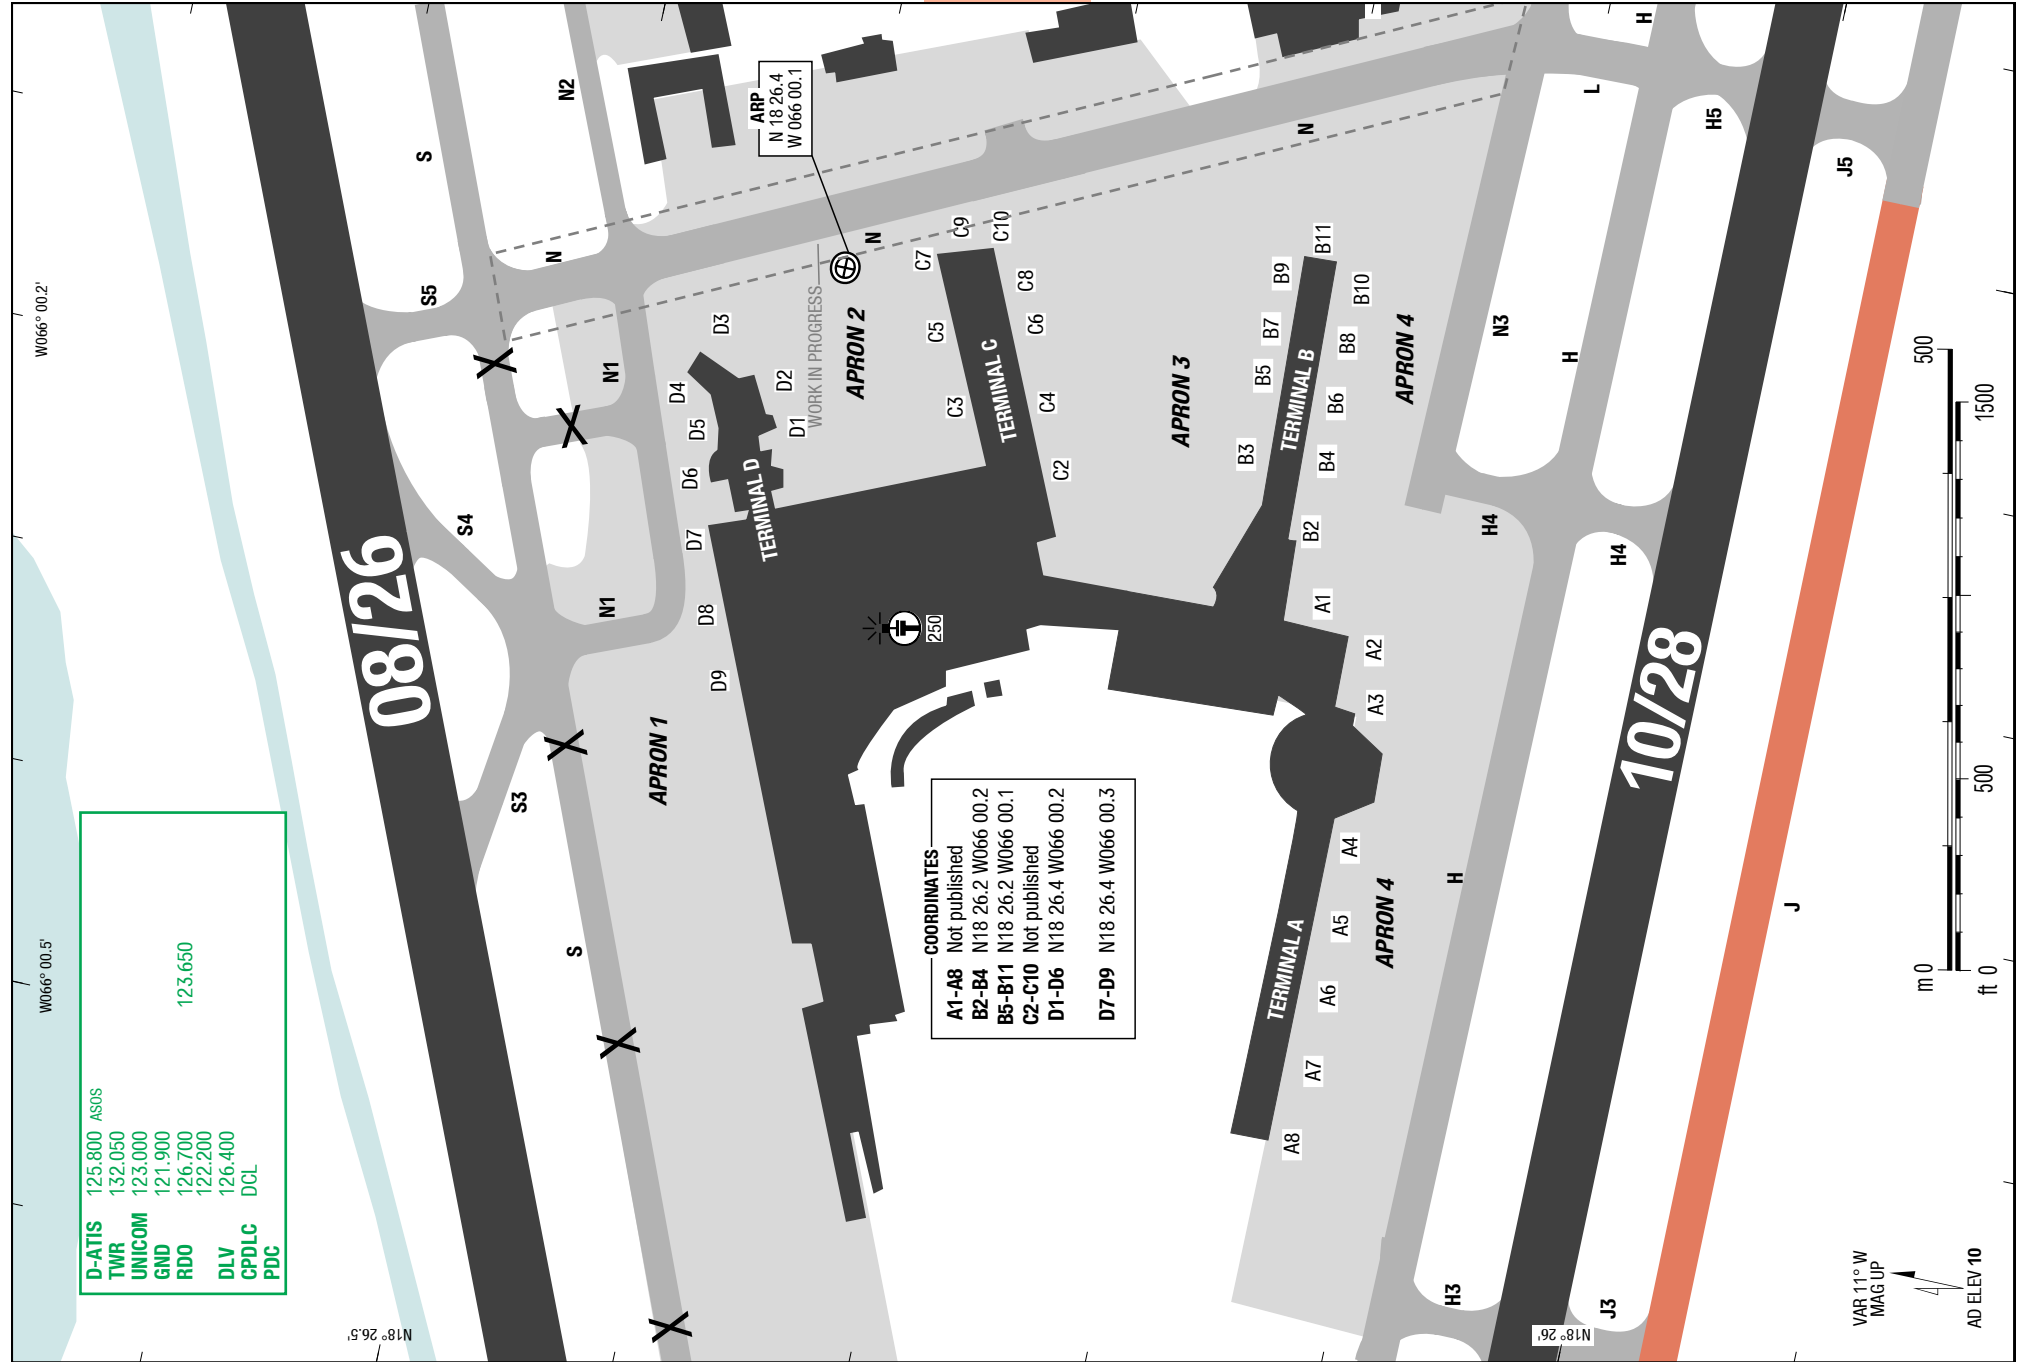 W066° 00.5'
W066° 00.2'
N18° 26.5'
N18° 26'
D-ATIS 125.800 ASOS
TWR 132.050
UNICOM 123.000
GND 121.900
RDO 126.700 123.650
122.200
DLV 126.400
CPDLC DCL
PDC
08/26
10/28
S
S
S3
S4
S5
N
N
N
N1
N1
N2
N3
H
H
H
H3
H4
H4
H5
J
J3
J5
L
ARP
N 18 26.4
W 066 00.1
WORK IN PROGRESS
APRON 1
APRON 2
APRON 3
APRON 4
APRON 4
TERMINAL A
TERMINAL B
TERMINAL C
TERMINAL D
D1
D2
D3
D4
D5
D6
D7
D8
D9
C2
C3
C4
C5
C6
C7
C8
C9
C10
B2
B3
B4
B5
B6
B7
B8
B9
B10
B11
A1
A2
A3
A4
A5
A6
A7
A8
T
250
COORDINATES
A1-A8 Not published
B2-B4 N18 26.2 W066 00.2
B5-B11 N18 26.2 W066 00.1
C2-C10 Not published
D1-D6 N18 26.4 W066 00.2
D7-D9 N18 26.4 W066 00.3
m 0 500
ft 0 500 1500
VAR 11° W
MAG UP
AD ELEV 10